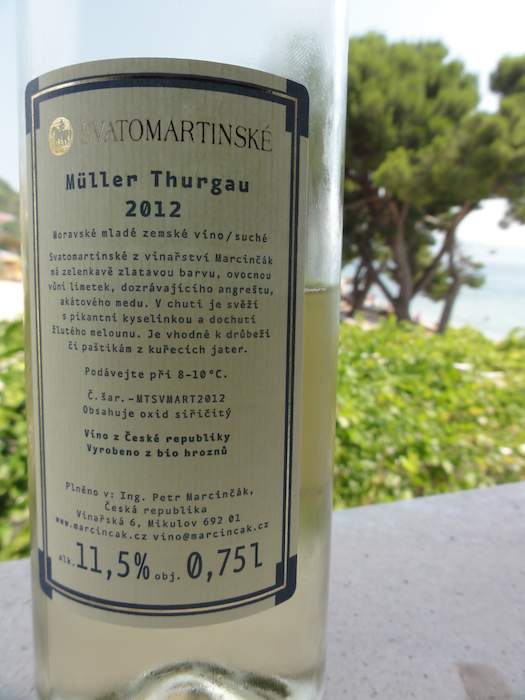 SVATOMARTINSKÉ
Müller Thurgau
2012
Moravské mladé zemské víno/suché
Svatomartinské z vinařství Marcinčák
má zelenkavě zlatavou barvu, ovocnou
vůni limetek, dozrávajícího angreštu,
akátového medu. V chuti je svěží
s pikantní kyselinkou a dochutí
žlutého melounu. Je vhodné k drůbeži
či paštikám z kuřecích jater.
Podávejte při 8-10°C.
Č.šar.-MTSVMART2012
Obsahuje oxid siřičitý
Víno z České republiky
Vyrobeno z bio hroznů
Plněno v: Ing. Petr Marcinčák,
Česká republika
Vinařská 6, Mikulov 692 01
www.marcincak.cz vino@marcincak.cz
alk.11,5% obj. 0,75l